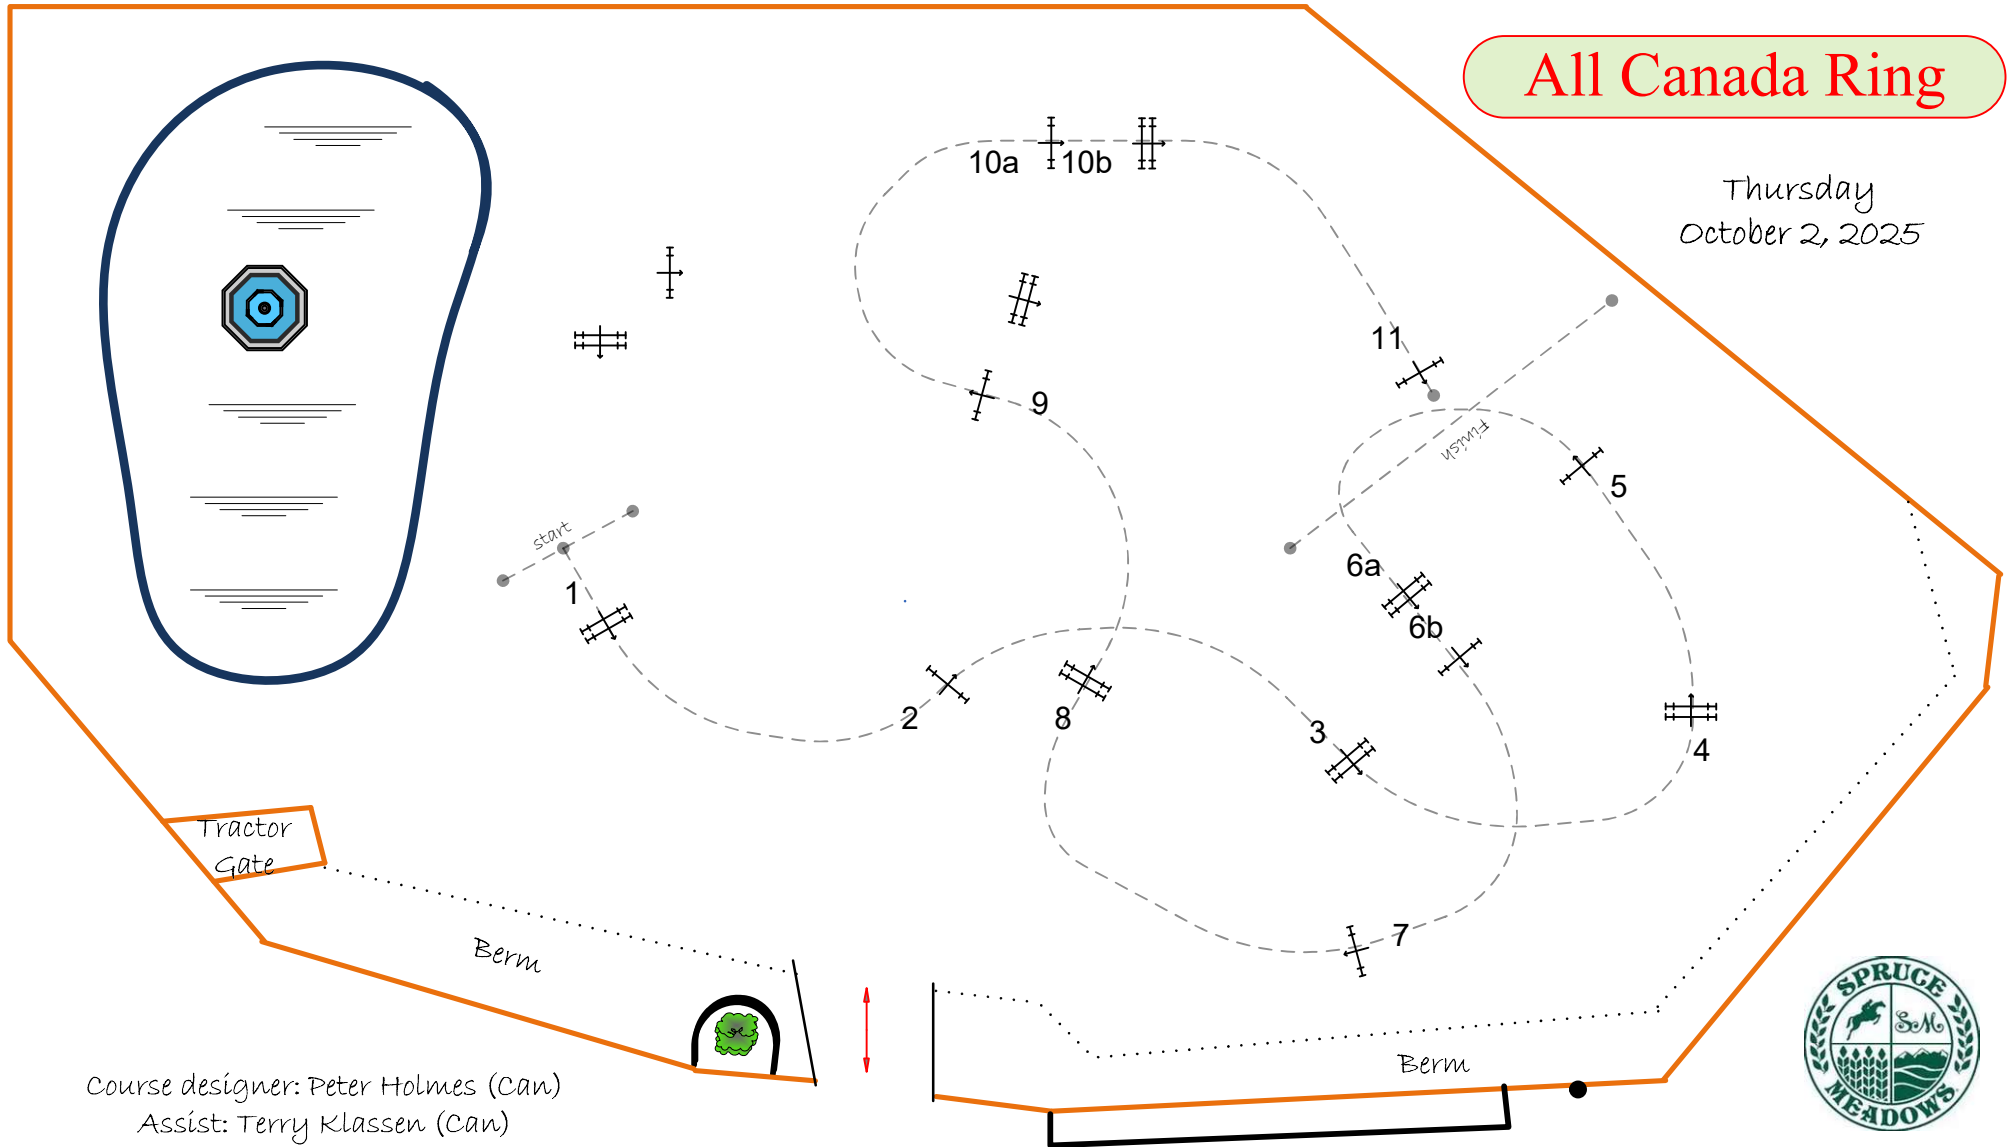 All Canada Ring
Thursday
October 2, 2025
10a
10b
11
9
Finish
5
start
1
6a
6b
2
8
3
4
7
Tractor
Gate
Berm
Berm
SPRUCE
SM
MEADOWS
Course designer: Peter Holmes (Can)
Assist: Terry Klassen (Can)